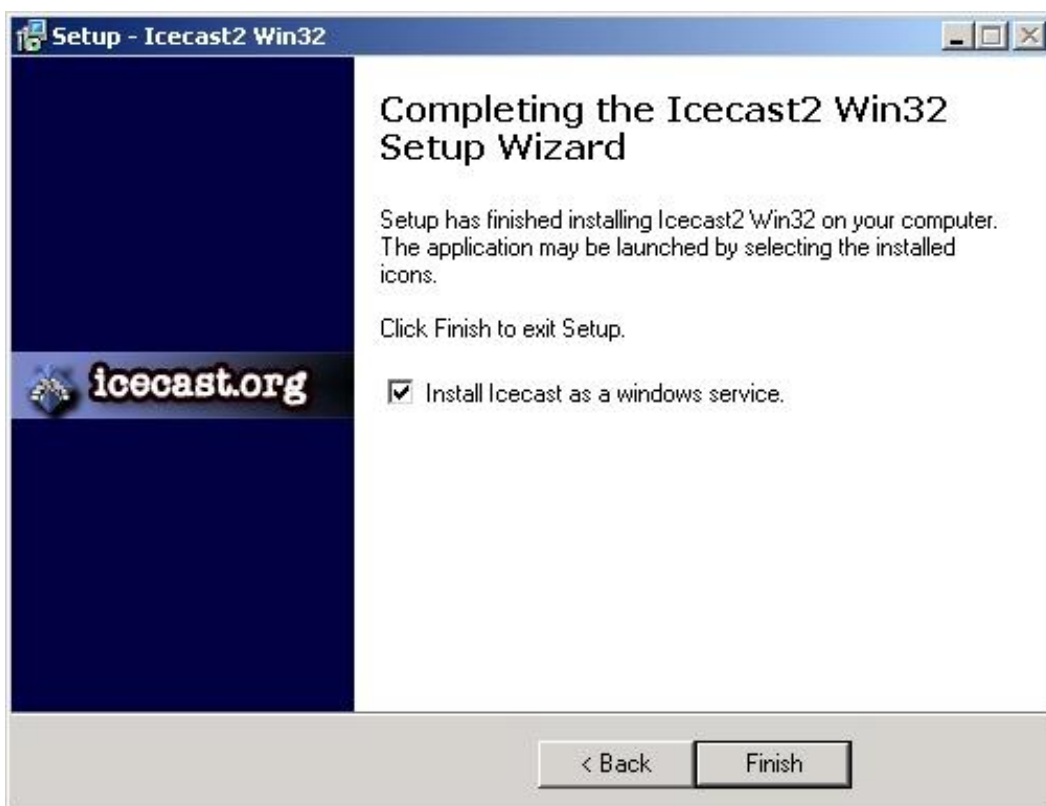 Setup - Icecast2 Win32
Completing the Icecast2 Win32
Setup Wizard
Setup has finished installing Icecast2 Win32 on your computer.
The application may be launched by selecting the installed
icons.
Click Finish to exit Setup.
icecast.org
Install Icecast as a windows service.
< Back
Finish